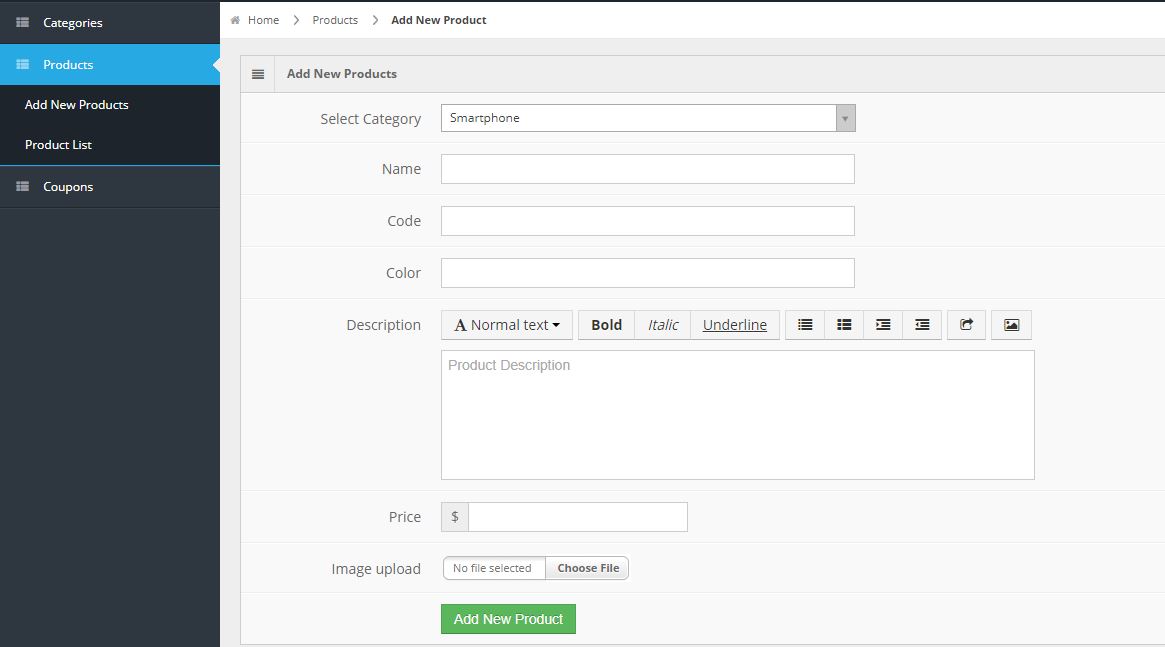 Categories
Products
Add New Products
Product List
Coupons
Home Products Add New Product
Add New Products
Select Category Smartphone
Name
Code
Color
Description A Normal text Bold Italic Underline
Product Description
Price $
Image upload No file selected Choose File
Add New Product